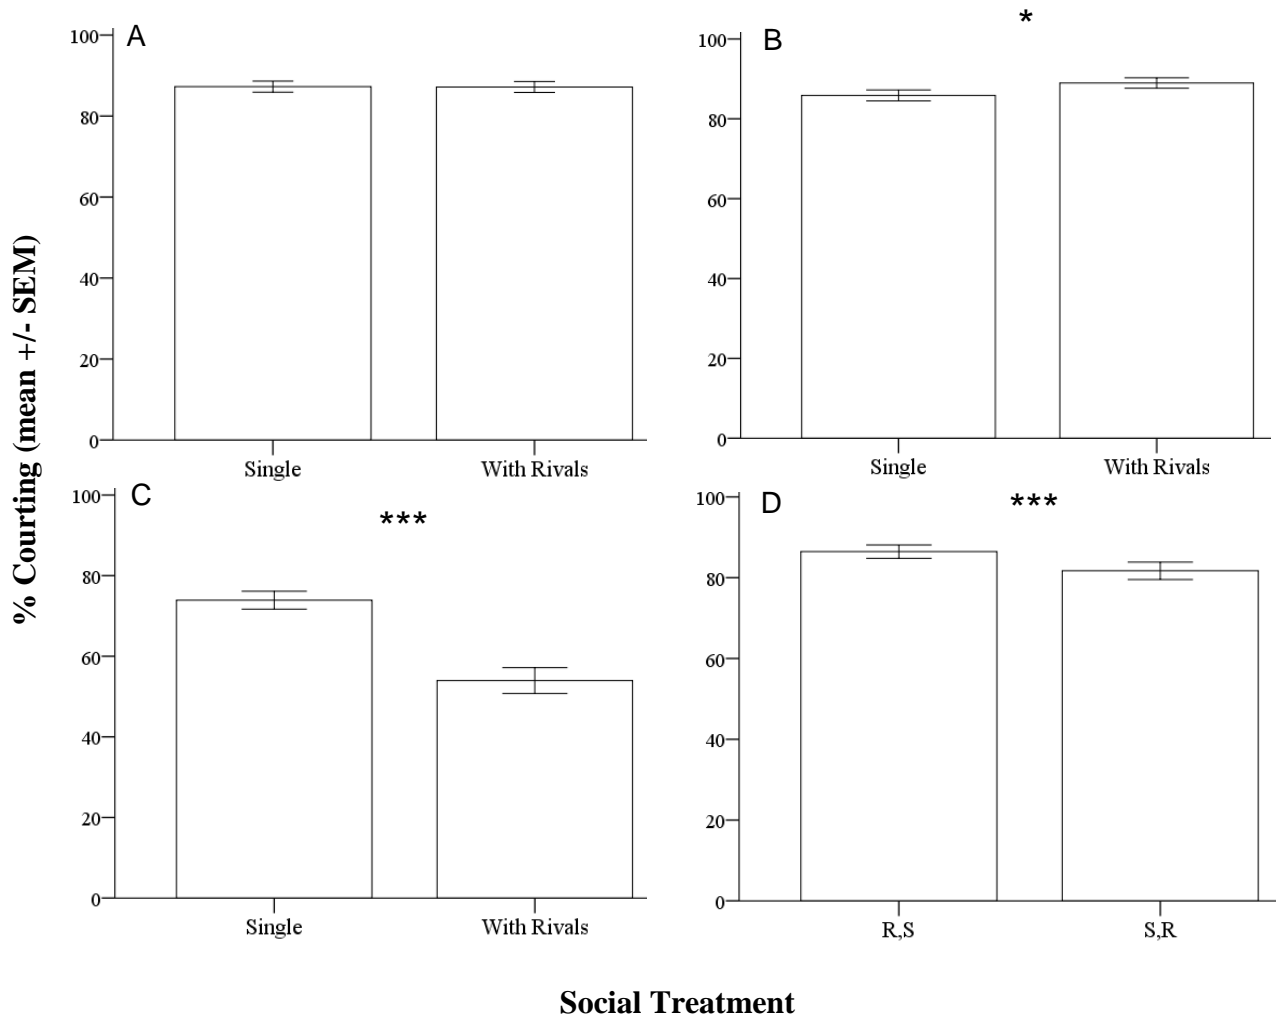 % Courting (mean +/- SEM)
A
100
80
60
40
20
0
Single
With Rivals
B
*
100
80
60
40
20
0
Single
With Rivals
C
***
100
80
60
40
20
0
Single
With Rivals
D
***
100
80
60
40
20
0
R,S
S,R
Social Treatment